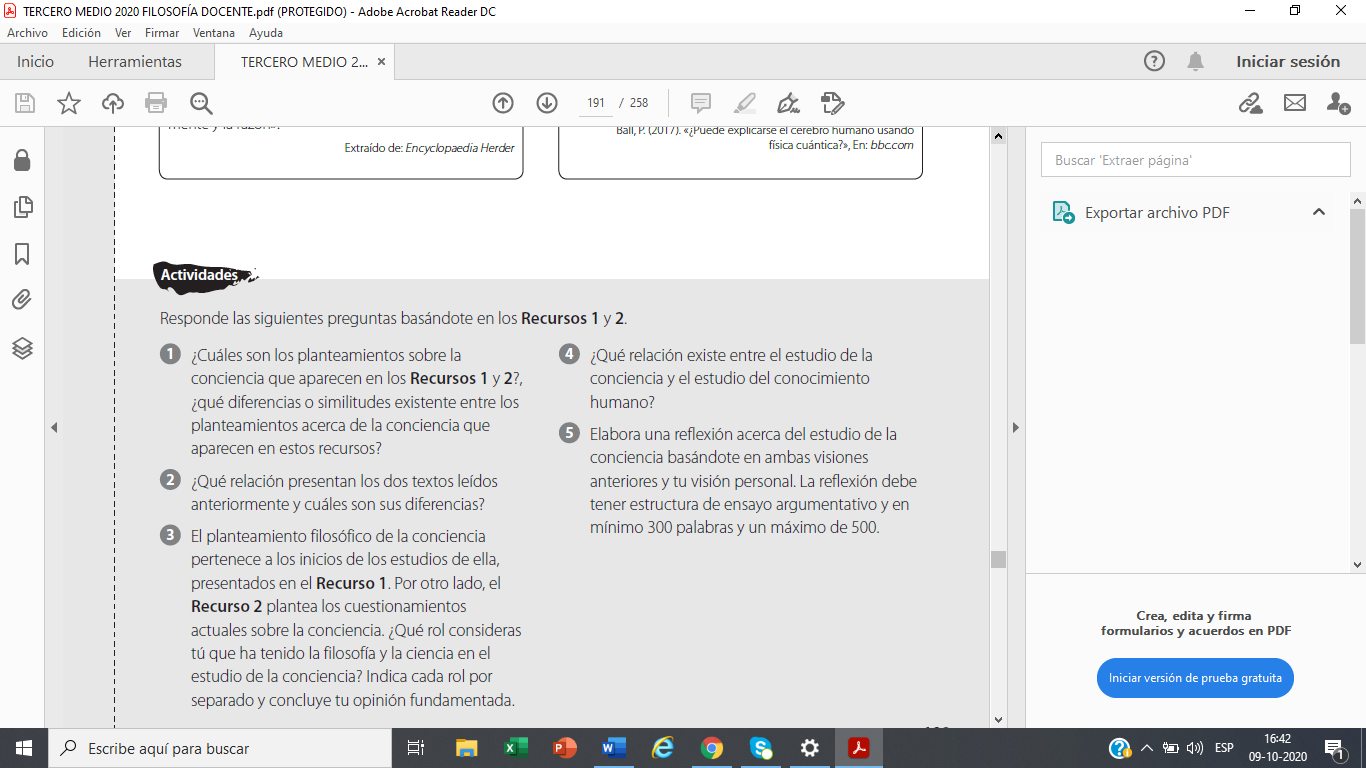 TERCERO MEDIO 2020 FILOSOFÍA DOCENTE.pdf (PROTEGIDO) - Adobe Acrobat Reader DC
Archivo Edición Ver Firmar Ventana Ayuda
Inicio Herramientas TERCERO MEDIO 2... × Iniciar sesión
191 / 258
mente y la razón».
Extraído de: Encyclopaedia Herder
Ball, P. (2017). «¿Puede explicarse el cerebro humano usando
física cuántica?», En: bbc.com
Buscar 'Extraer página'
Exportar archivo PDF
Actividades
Responde las siguientes preguntas basándote en los Recursos 1 y 2.
1 ¿Cuáles son los planteamientos sobre la
conciencia que aparecen en los Recursos 1 y 2?,
¿qué diferencias o similitudes existente entre los
planteamientos acerca de la conciencia que
aparecen en estos recursos?
2 ¿Qué relación presentan los dos textos leídos
anteriormente y cuáles son sus diferencias?
3 El planteamiento filosófico de la conciencia
pertenece a los inicios de los estudios de ella,
presentados en el Recurso 1. Por otro lado, el
Recurso 2 plantea los cuestionamientos
actuales sobre la conciencia. ¿Qué rol consideras
tú que ha tenido la filosofía y la ciencia en el
estudio de la conciencia? Indica cada rol por
separado y concluye tu opinión fundamentada.
4 ¿Qué relación existe entre el estudio de la
conciencia y el estudio del conocimiento
humano?
5 Elabora una reflexión acerca del estudio de la
conciencia basándote en ambas visiones
anteriores y tu visión personal. La reflexión debe
tener estructura de ensayo argumentativo y en
mínimo 300 palabras y un máximo de 500.
Crea, edita y firma
formularios y acuerdos en PDF
Iniciar versión de prueba gratuita
Escribe aquí para buscar
ESP
16:42
09-10-2020
1